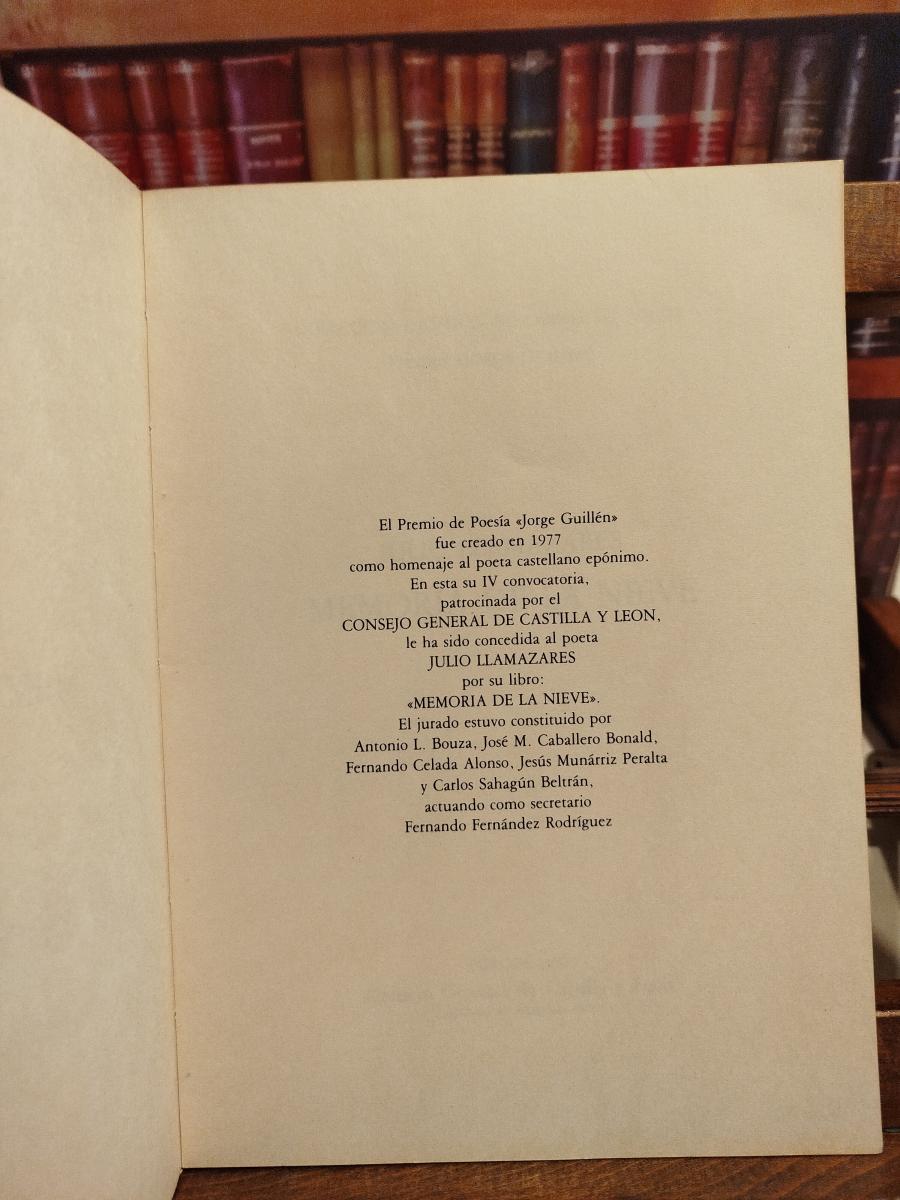 El Premio de Poesía «Jorge Guillén»
fue creado en 1977
como homenaje al poeta castellano epónimo.
En esta su IV convocatoria,
patrocinada por el
CONSEJO GENERAL DE CASTILLA Y LEON,
le ha sido concedida al poeta
JULIO LLAMAZARES
por su libro:
«MEMORIA DE LA NIEVE».
El jurado estuvo constituido por
Antonio L. Bouza, José M. Caballero Bonald,
Fernando Celada Alonso, Jesús Munárriz Peralta
y Carlos Sahagún Beltrán,
actuando como secretario
Fernando Fernández Rodríguez